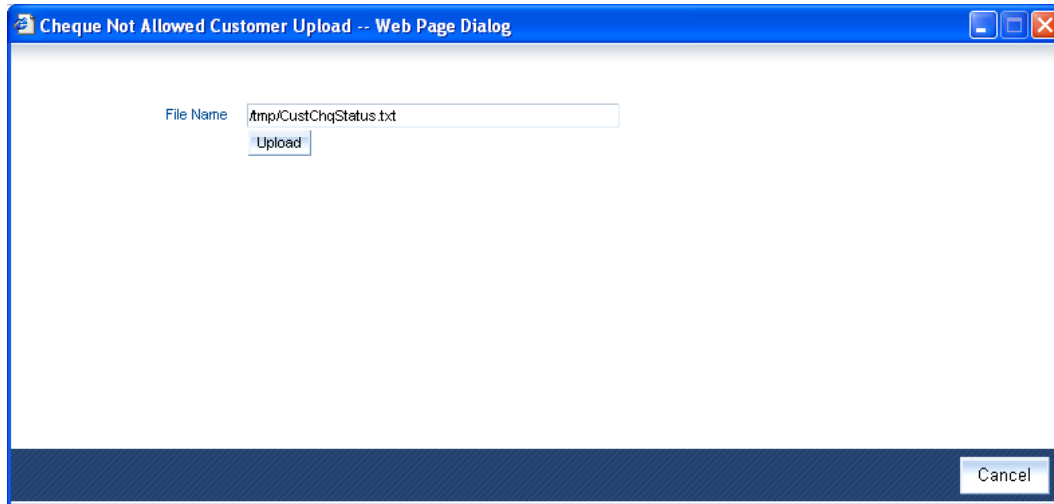 Cheque Not Allowed Customer Upload -- Web Page Dialog
File Name /tmp/CustChqStatus.txt
Upload
Cancel